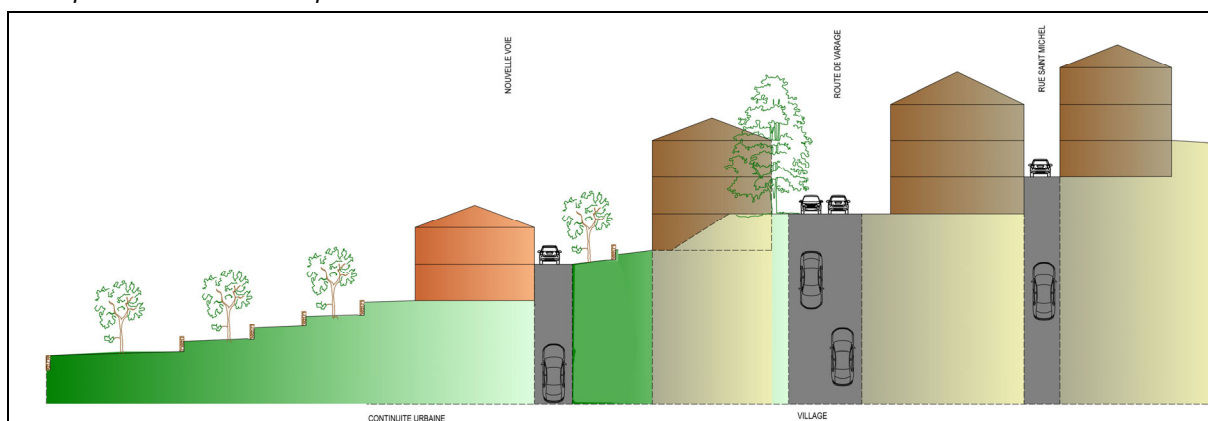 NOUVELLE VOIE
ROUTE DE VARAGE
RUE SAINT MICHEL
CONTINUITE URBAINE
VILLAGE